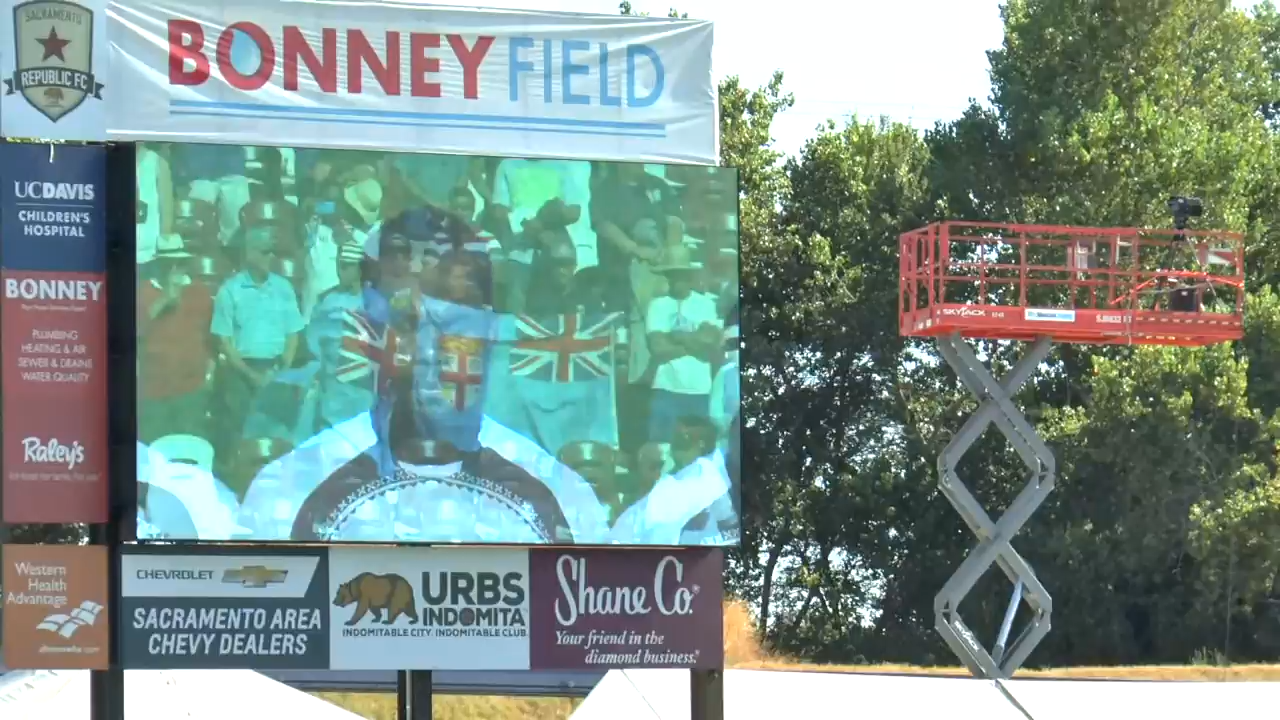 SACRAMENTO
REPUBLIC FC
BONNEY FIELD
UCDAVIS
CHILDREN'S
HOSPITAL
BONNEY
PLUMBING
HEATING & AIR
SEWER & DRAINS
WATER QUALITY
Raley's
Western
Health
Advantage
CHEVROLET
SACRAMENTO AREA
CHEVY DEALERS
URBS
INDOMITA
INDOMITABLE CITY. INDOMITABLE CLUB.
Shane Co.®
Your friend in the
diamond business.®
SKYJACK
SKYJACK